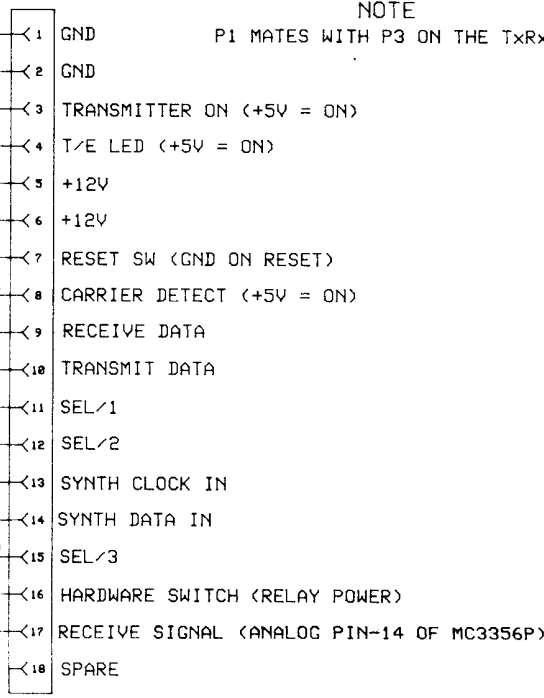 NOTE
1 GND P1 MATES WITH P3 ON THE TxRx
2 GND
3 TRANSMITTER ON (+5V = ON)
4 T/E LED (+5V = ON)
5 +12V
6 +12V
7 RESET SW (GND ON RESET)
8 CARRIER DETECT (+5V = ON)
9 RECEIVE DATA
10 TRANSMIT DATA
11 SEL/1
12 SEL/2
13 SYNTH CLOCK IN
14 SYNTH DATA IN
15 SEL/3
16 HARDWARE SWITCH (RELAY POWER)
17 RECEIVE SIGNAL (ANALOG PIN-14 OF MC3356P)
18 SPARE